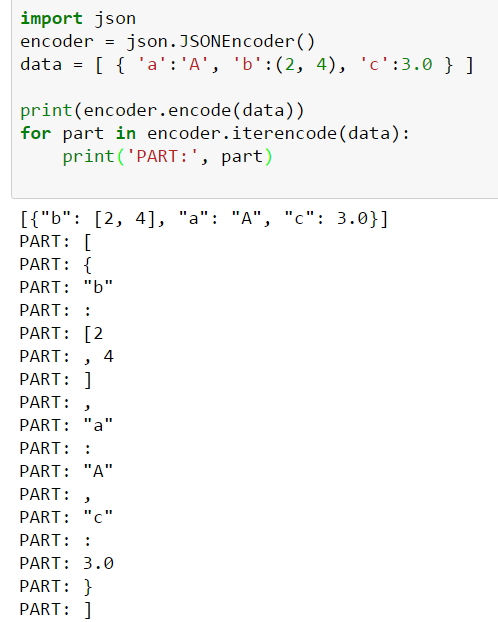 import json
encoder = json.JSONEncoder()
data = [ { 'a':'A', 'b':(2, 4), 'c':3.0 } ]
print(encoder.encode(data))
for part in encoder.iterencode(data):
    print('PART:', part)
[{"b": [2, 4], "a": "A", "c": 3.0}]
PART: [
PART: {
PART: "b"
PART: :
PART: [2
PART: , 4
PART: ]
PART: ,
PART: "a"
PART: :
PART: "A"
PART: ,
PART: "c"
PART: :
PART: 3.0
PART: }
PART: ]